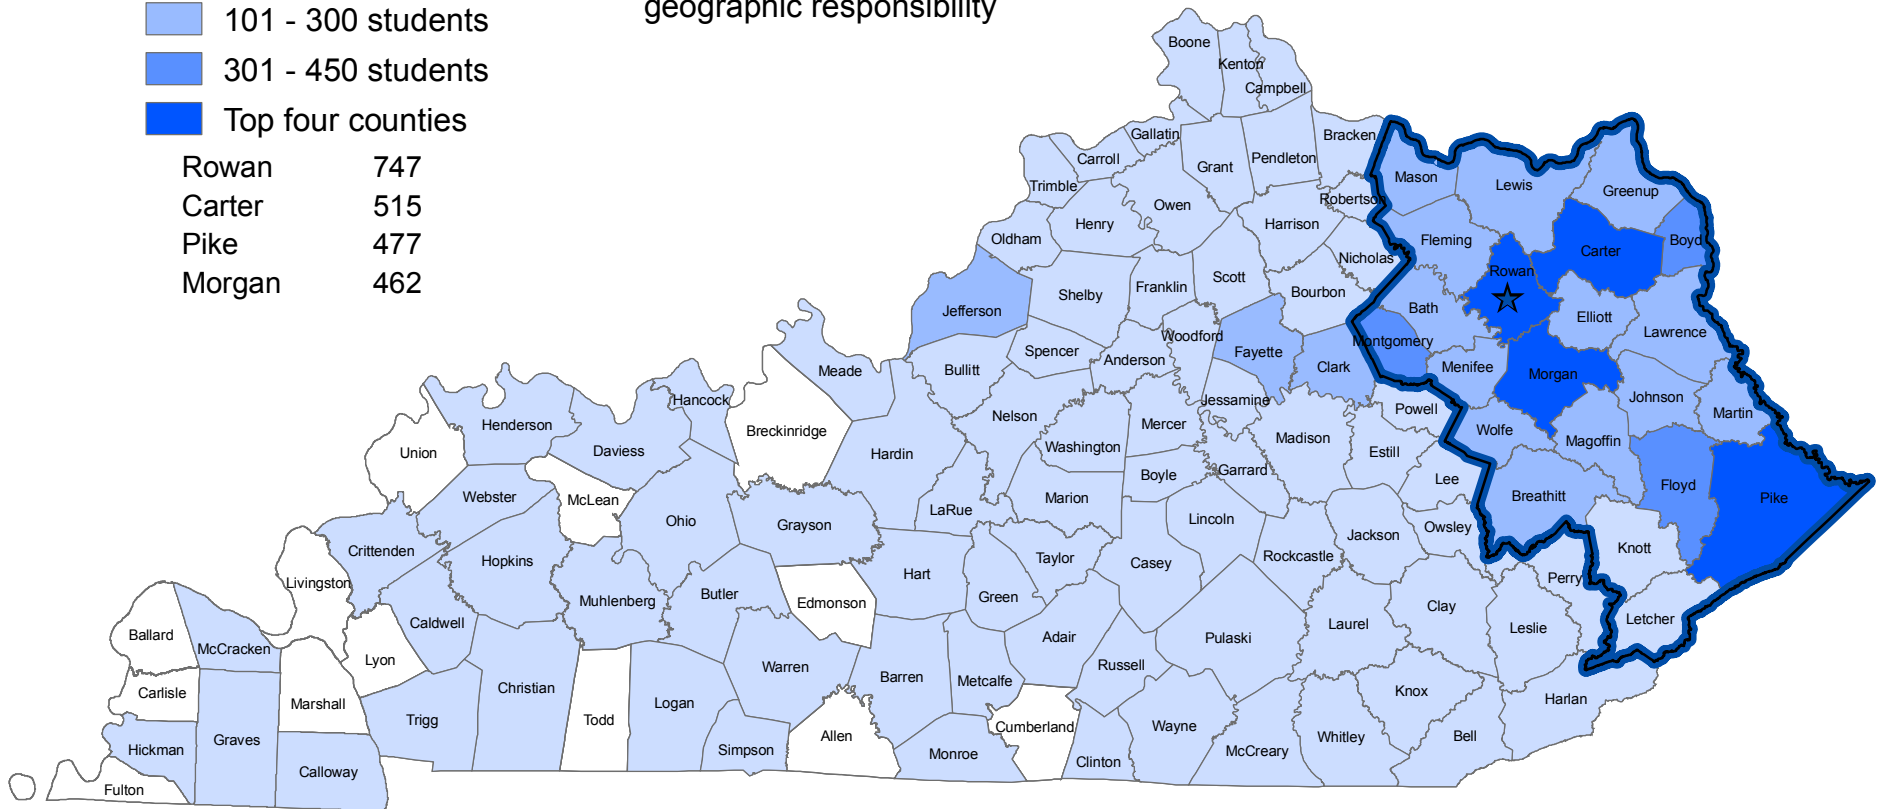 geographic responsibility
101 - 300 students
301 - 450 students
Top four counties
Rowan 747
Carter 515
Pike 477
Morgan 462
Boone
Kenton
Campbell
Bracken
Gallatin
Carroll
Grant
Pendleton
Trimble
Robertson
Mason
Lewis
Greenup
Owen
Henry
Harrison
Oldham
Fleming
Boyd
Carter
Nicholas
Rowan
Scott
Franklin
Shelby
Bourbon
Jefferson
Bath
Elliott
Lawrence
Woodford
Montgomery
Spencer
Anderson
Fayette
Clark
Menifee
Morgan
Meade
Bullitt
Hancock
Jessamine
Powell
Johnson
Martin
Nelson
Henderson
Breckinridge
Mercer
Washington
Madison
Wolfe
Magoffin
Union
Daviess
Hardin
Estill
Garrard
Boyle
Lee
Floyd
Pike
Breathitt
Webster
McLean
Marion
LaRue
Ohio
Grayson
Lincoln
Owsley
Jackson
Knott
Crittenden
Hopkins
Taylor
Rockcastle
Casey
Hart
Perry
Livingston
Muhlenberg
Butler
Edmonson
Green
Clay
Caldwell
Letcher
Laurel
Leslie
Ballard
McCracken
Adair
Pulaski
Lyon
Warren
Russell
Barren
Metcalfe
Christian
Carlisle
Knox
Harlan
Marshall
Logan
Trigg
Todd
Cumberland
Wayne
Allen
Whitley
Bell
Graves
Hickman
Simpson
Monroe
McCreary
Clinton
Calloway
Fulton